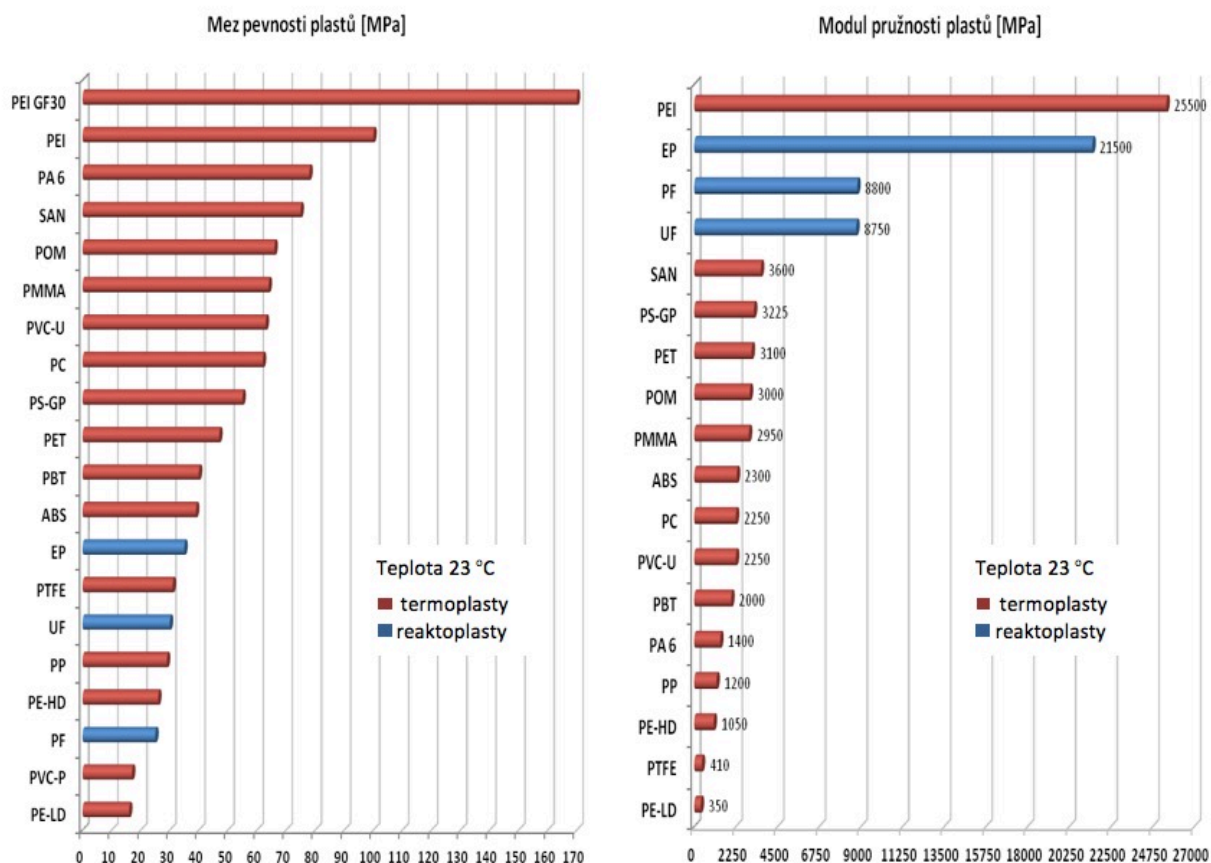 Mez pevnosti plastů [MPa]
PEI GF30
PEI
PA 6
SAN
POM
PMMA
PVC-U
PC
PS-GP
PET
PBT
ABS
EP
PTFE
UF
PP
PE-HD
PF
PVC-P
PE-LD
0 10 20 30 40 50 60 70 80 90 100 110 120 130 140 150 160 170
Teplota 23 °C
termoplasty
reaktoplasty
Modul pružnosti plastů [MPa]
PEI 25500
EP 21500
PF 8800
UF 8750
SAN 3600
PS-GP 3225
PET 3100
POM 3000
PMMA 2950
ABS 2300
PC 2250
PVC-U 2250
PBT 2000
PA 6 1400
PP 1200
PE-HD 1050
PTFE 410
PE-LD 350
0 2250 4500 6750 9000 11250 13500 15750 18000 20250 22500 24750 27000
Teplota 23 °C
termoplasty
reaktoplasty